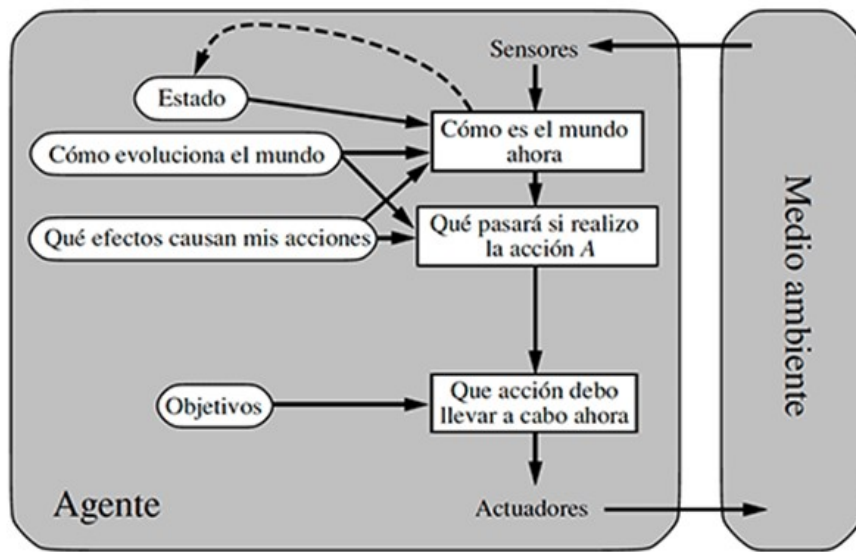 Sensores
Estado
Cómo es el mundo
ahora
Cómo evoluciona el mundo
Qué efectos causan mis acciones
Qué pasará si realizo
la acción A
Objetivos
Que acción debo
llevar a cabo ahora
Agente
Actuadores
Medio ambiente